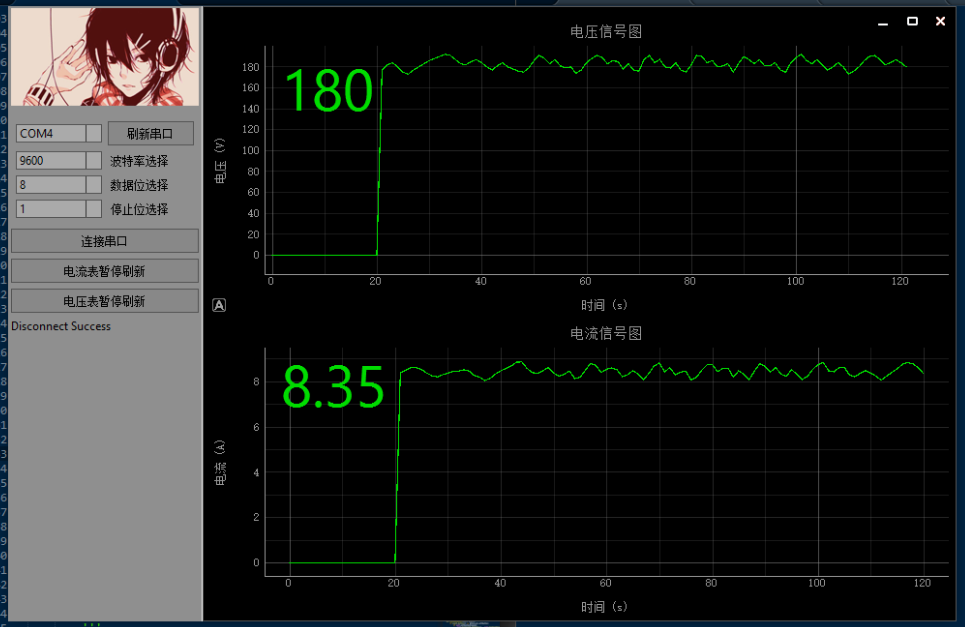 COM4
刷新串口
9600
波特率选择
8
数据位选择
1
停止位选择
连接串口
电流表暂停刷新
电压表暂停刷新
Disconnect Success
电压信号图
180
180
160
140
120
100
80
60
40
20
0
电压 (V)
0 20 40 60 80 100 120
时间 (s)
A
电流信号图
8.35
8
6
4
2
0
电流 (A)
0 20 40 60 80 100 120
时间 (s)